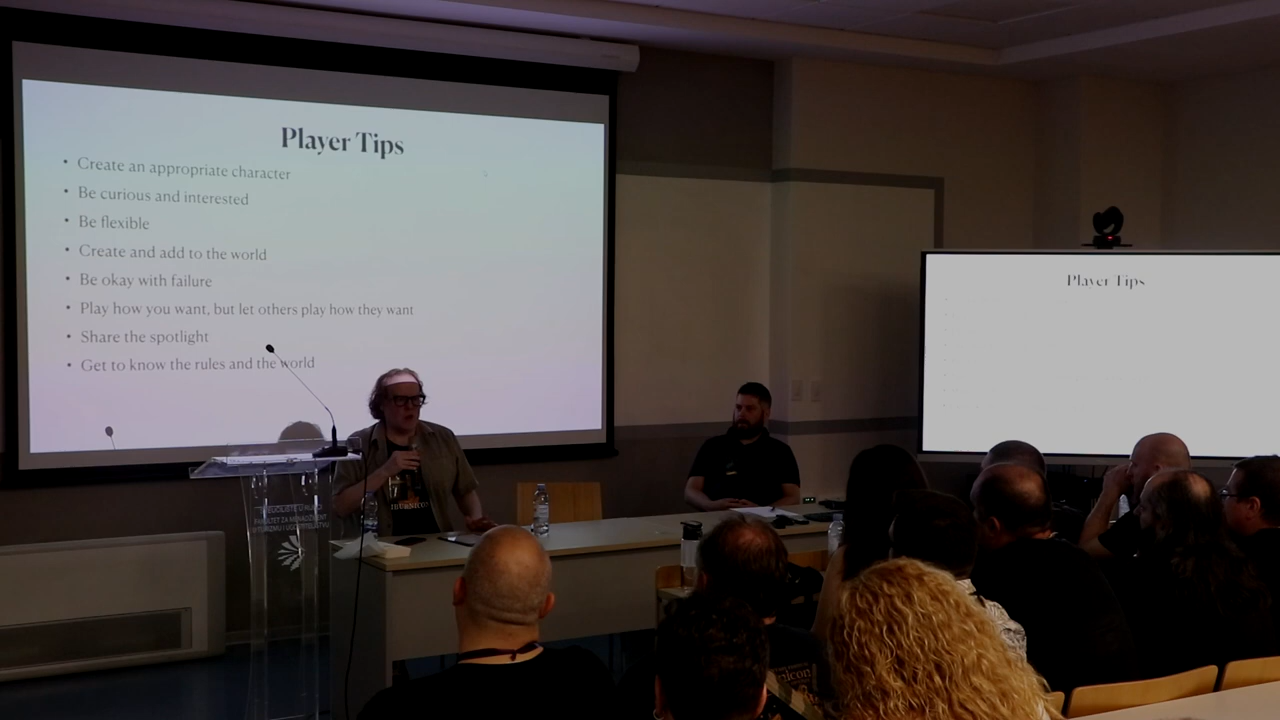 Player Tips
• Create an appropriate character
• Be curious and interested
• Be flexible
• Create and add to the world
• Be okay with failure
• Play how you want, but let others play how they want
• Share the spotlight
• Get to know the rules and the world
Player Tips